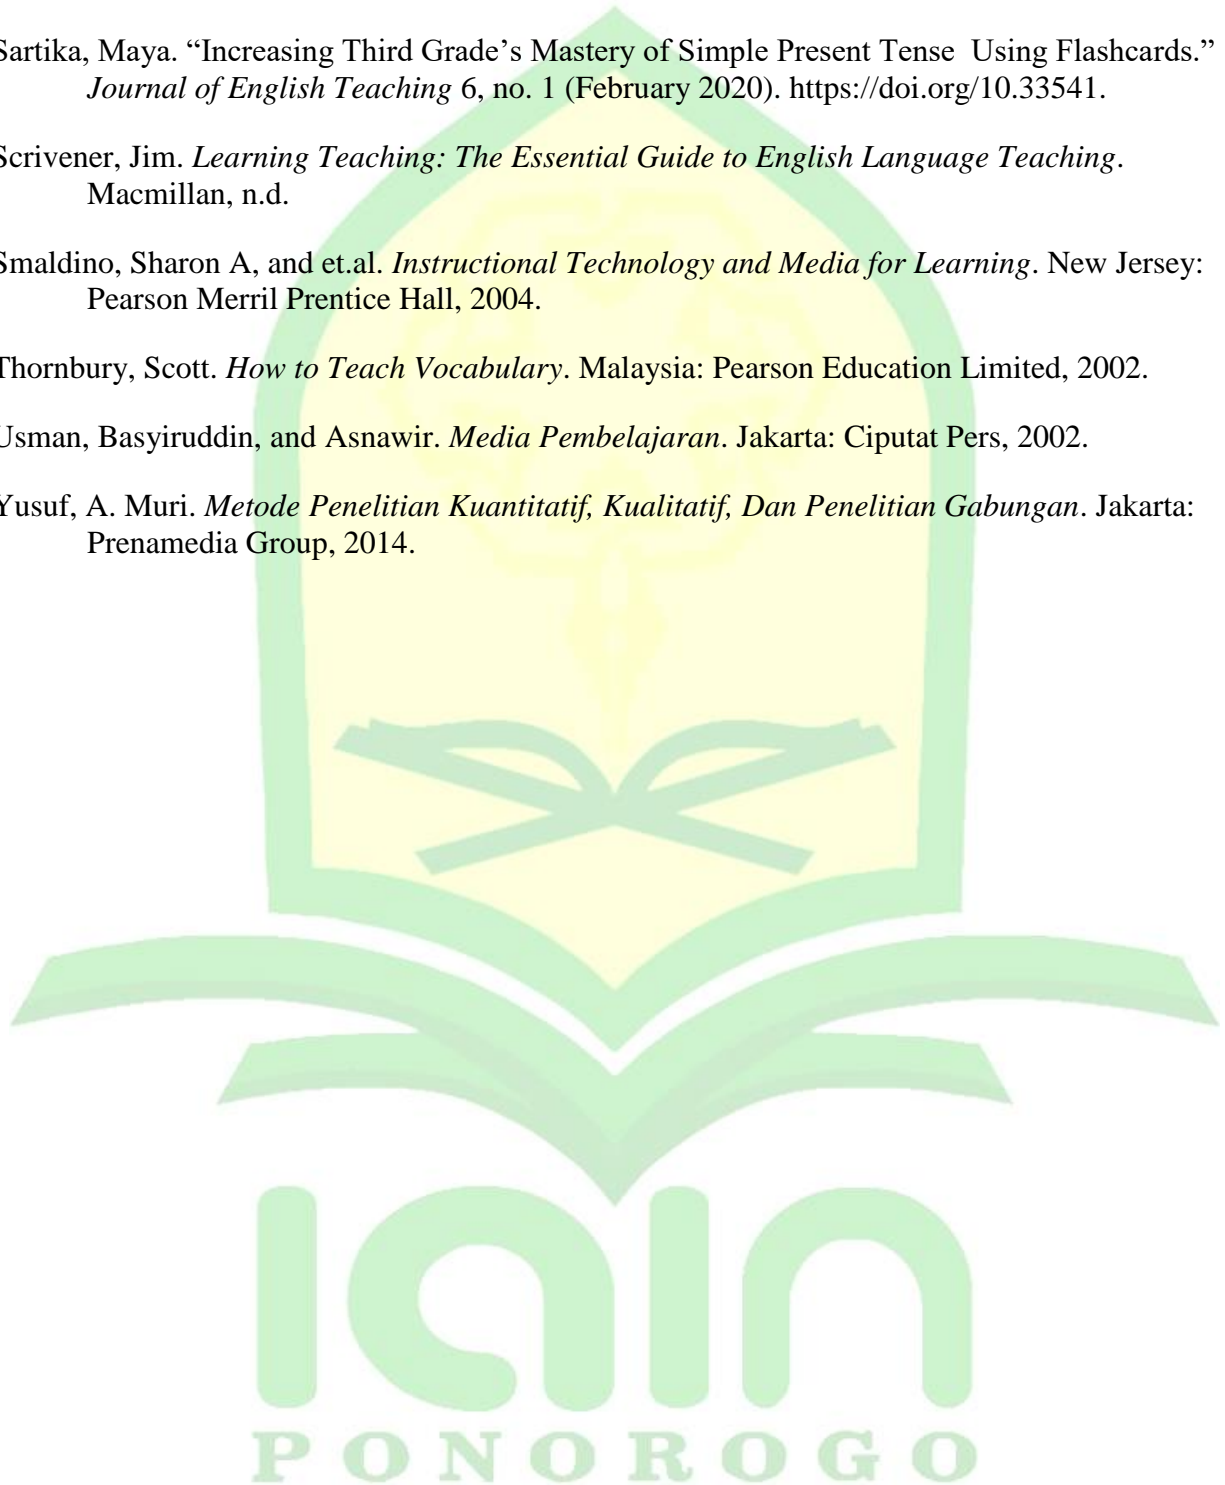 Sartika, Maya. “Increasing Third Grade’s Mastery of Simple Present Tense  Using Flashcards.”
Journal of English Teaching 6, no. 1 (February 2020). https://doi.org/10.33541.
Scrivener, Jim. Learning Teaching: The Essential Guide to English Language Teaching.
Macmillan, n.d.
Smaldino, Sharon A, and et.al. Instructional Technology and Media for Learning. New Jersey:
Pearson Merril Prentice Hall, 2004.
Thornbury, Scott. How to Teach Vocabulary. Malaysia: Pearson Education Limited, 2002.
Usman, Basyiruddin, and Asnawir. Media Pembelajaran. Jakarta: Ciputat Pers, 2002.
Yusuf, A. Muri. Metode Penelitian Kuantitatif, Kualitatif, Dan Penelitian Gabungan. Jakarta:
Prenamedia Group, 2014.
iain
PONOROGO